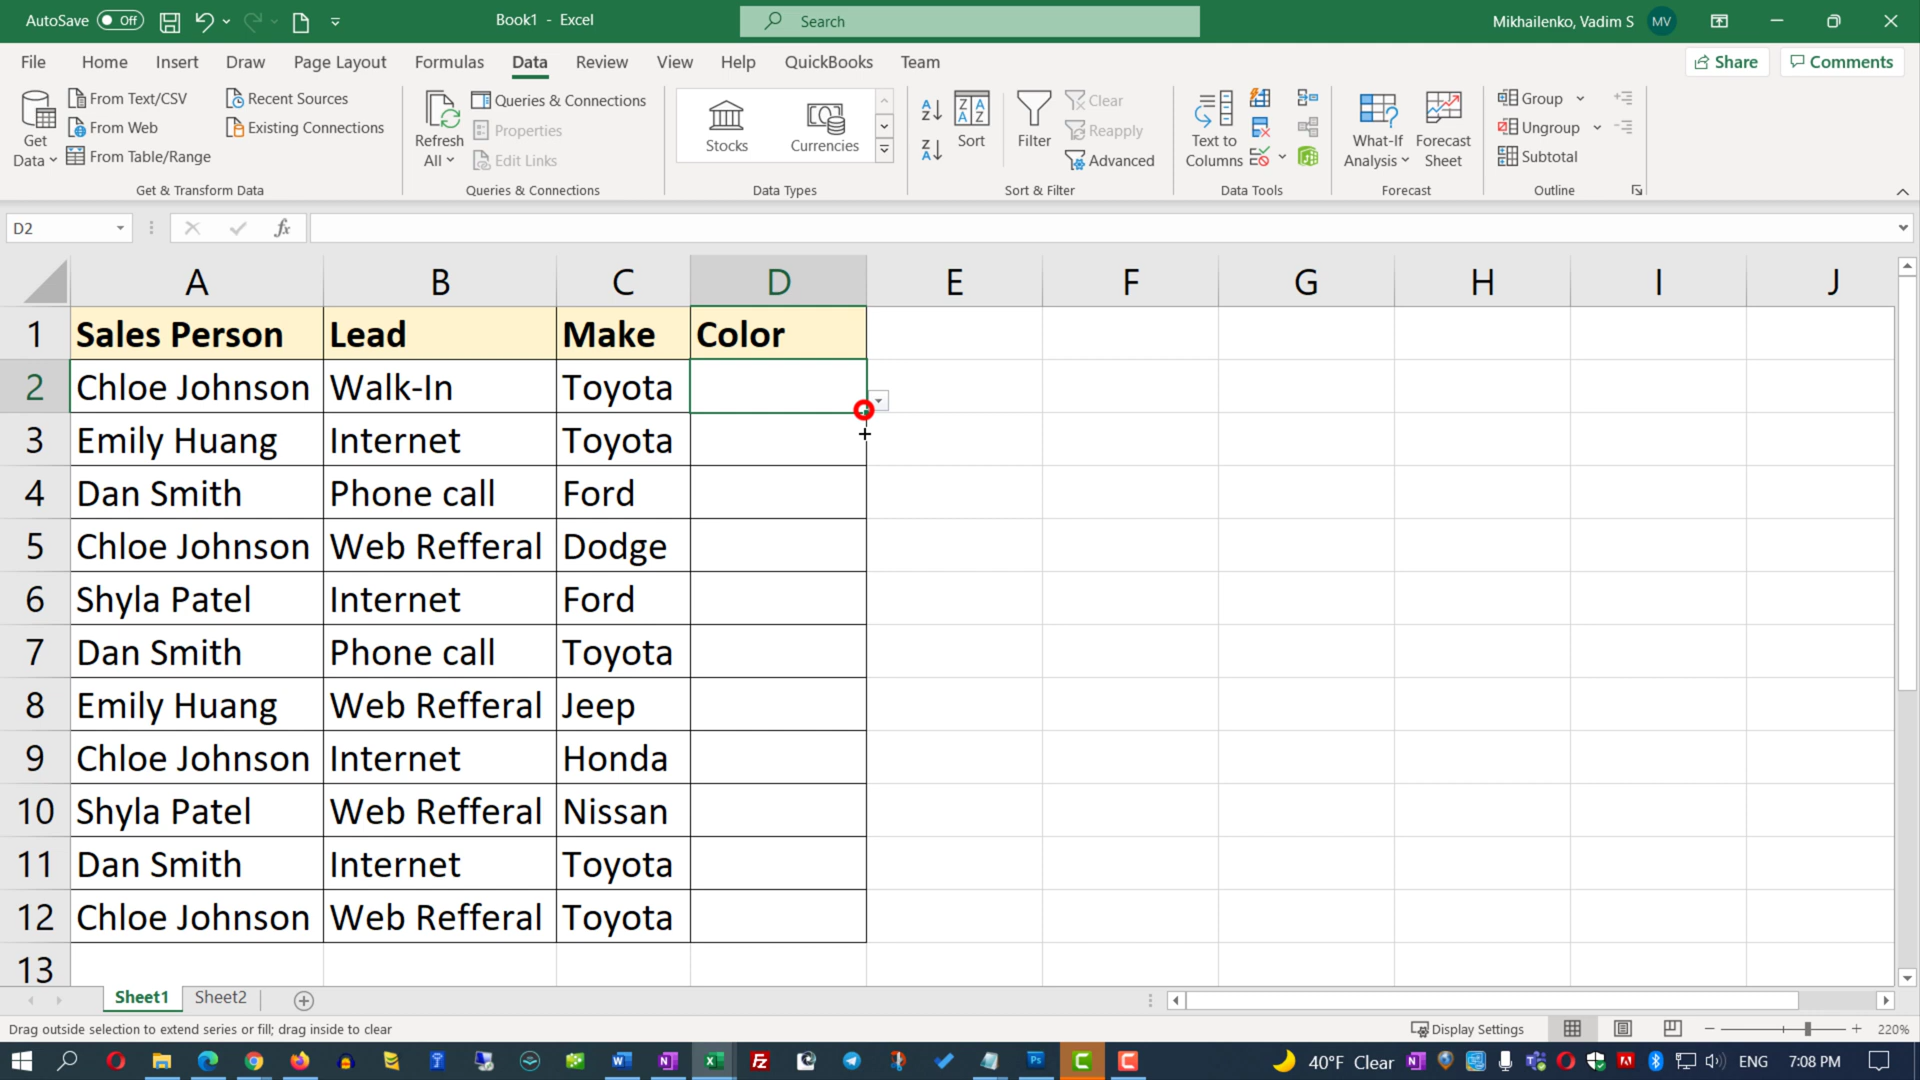 AutoSave Off Book1 - Excel Search Mikhailenko, Vadim S MV
File Home Insert Draw Page Layout Formulas Data Review View Help QuickBooks Team Share Comments
Get Data
From Text/CSV
From Web
From Table/Range
Recent Sources
Existing Connections
Get & Transform Data
Refresh All
Queries & Connections
Properties
Edit Links
Queries & Connections
Stocks
Currencies
Data Types
Sort
Filter
Clear
Reapply
Advanced
Sort & Filter
Text to Columns
Data Tools
What-If Analysis
Forecast Sheet
Forecast
Group
Ungroup
Subtotal
Outline
D2 fx
A B C D E F G H I J
1 Sales Person Lead Make Color
2 Chloe Johnson Walk-In Toyota
3 Emily Huang Internet Toyota
4 Dan Smith Phone call Ford
5 Chloe Johnson Web Refferal Dodge
6 Shyla Patel Internet Ford
7 Dan Smith Phone call Toyota
8 Emily Huang Web Refferal Jeep
9 Chloe Johnson Internet Honda
10 Shyla Patel Web Refferal Nissan
11 Dan Smith Internet Toyota
12 Chloe Johnson Web Refferal Toyota
13
Sheet1 Sheet2
Drag outside selection to extend series or fill; drag inside to clear Display Settings 220%
40°F Clear ENG 7:08 PM